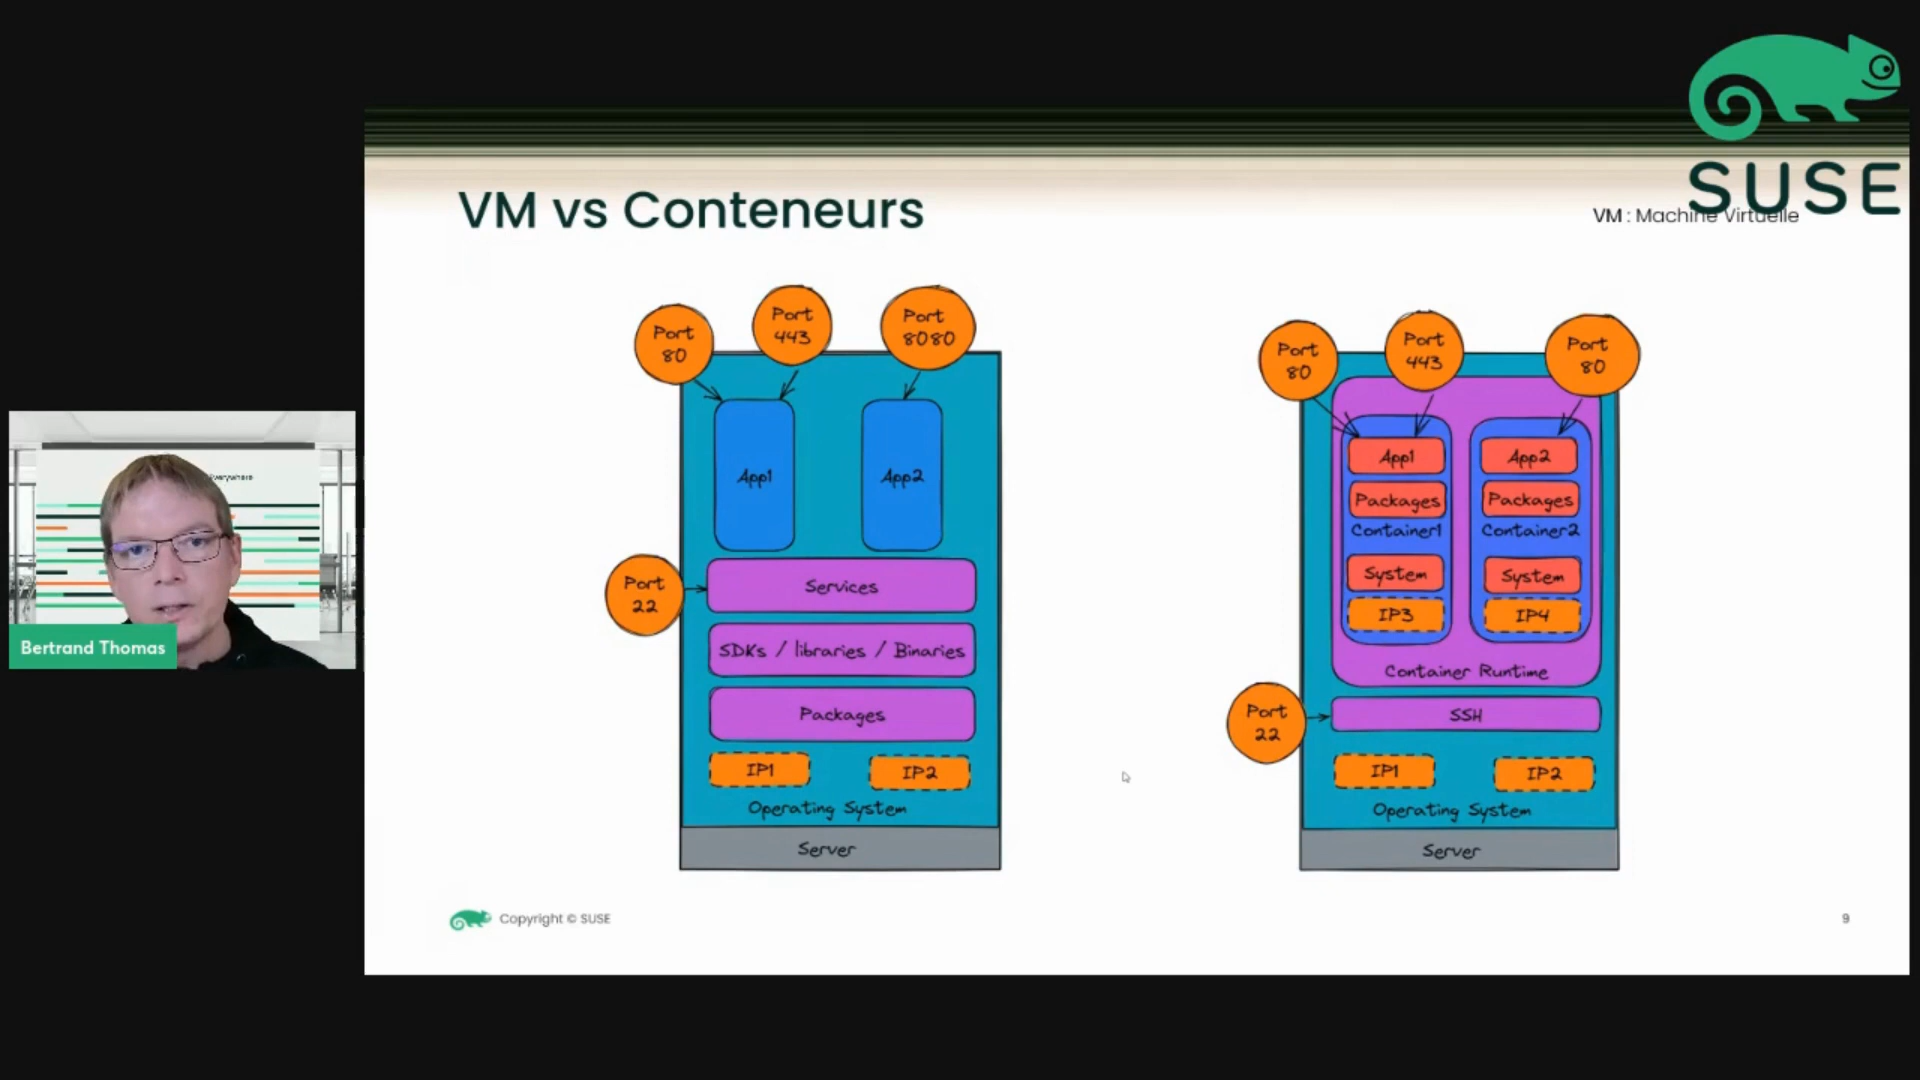 SUSE
VM vs Conteneurs
VM : Machine Virtuelle
Port
80
Port
443
Port
8080
App1
App2
Port
22
Services
SDKs / libraries / Binaries
Packages
IP1
IP2
Operating System
Server
Port
80
Port
443
Port
80
App1
App2
Packages
Packages
Container1
Container2
System
System
IP3
IP4
Container Runtime
Port
22
SSH
IP1
IP2
Operating System
Server
Everywhere
Bertrand Thomas
Copyright © SUSE
9